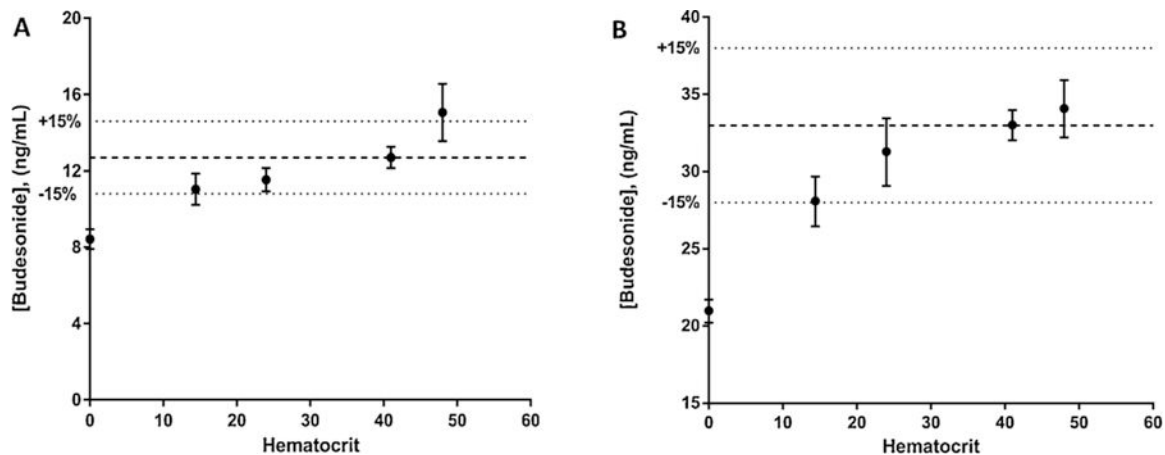 A
[Budesonide], (ng/mL)
20
16
+15%
12
-15%
8
4
0
0 10 20 30 40 50 60
Hematocrit
B
[Budesonide], (ng/mL)
40
+15%
35
30
-15%
25
20
15
0 10 20 30 40 50 60
Hematocrit